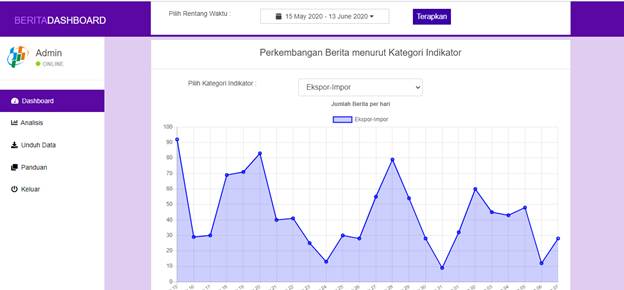 BERITADASHBOARD
Pilih Rentang Waktu :
15 May 2020 - 13 June 2020
Terapkan
Admin
ONLINE
Dashboard
Analisis
Unduh Data
Panduan
Keluar
Perkembangan Berita menurut Kategori Indikator
Pilih Kategori Indikator :
Ekspor-Impor
Jumlah Berita per hari
Ekspor-Impor
100
90
80
70
60
50
40
30
20
10
0